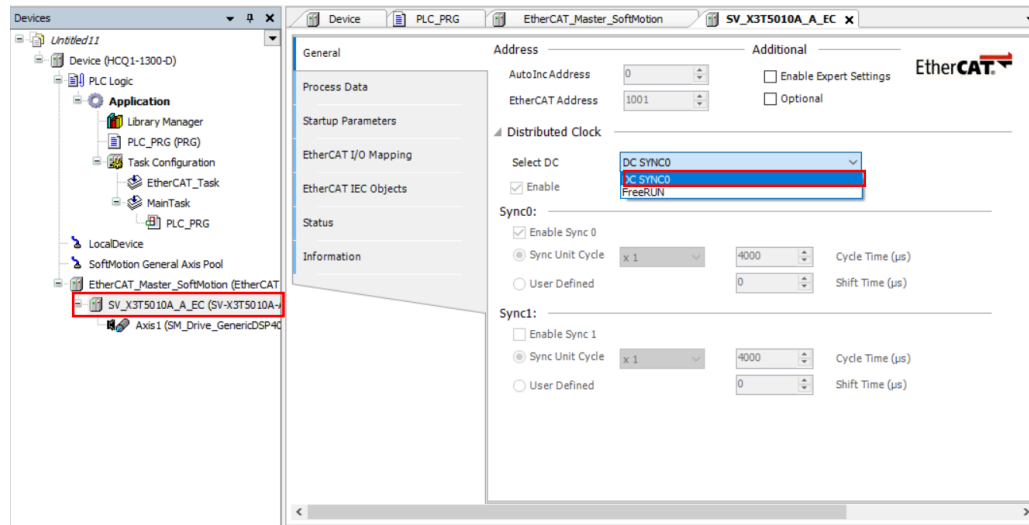 Devices
Untitled11
Device (HCQ1-1300-D)
PLC Logic
Application
Library Manager
PLC_PRG (PRG)
Task Configuration
EtherCAT_Task
MainTask
PLC_PRG
LocalDevice
SoftMotion General Axis Pool
EtherCAT_Master_SoftMotion (EtherCAT
SV_X3T5010A_A_EC (SV-X3T5010A-
Axis1 (SM_Drive_GenericDSP40
Device PLC_PRG EtherCAT_Master_SoftMotion SV_X3T5010A_A_EC
General
Process Data
Startup Parameters
EtherCAT I/O Mapping
EtherCAT IEC Objects
Status
Information
Address
AutoInc Address 0
EtherCAT Address 1001
Additional
Enable Expert Settings
Optional
EtherCAT.
Distributed Clock
Select DC DC SYNC0
DC SYNC0
FreeRUN
Enable
Sync0:
Enable Sync 0
Sync Unit Cycle x 1 4000 Cycle Time (µs)
User Defined 0 Shift Time (µs)
Sync1:
Enable Sync 1
Sync Unit Cycle x 1 4000 Cycle Time (µs)
User Defined 0 Shift Time (µs)